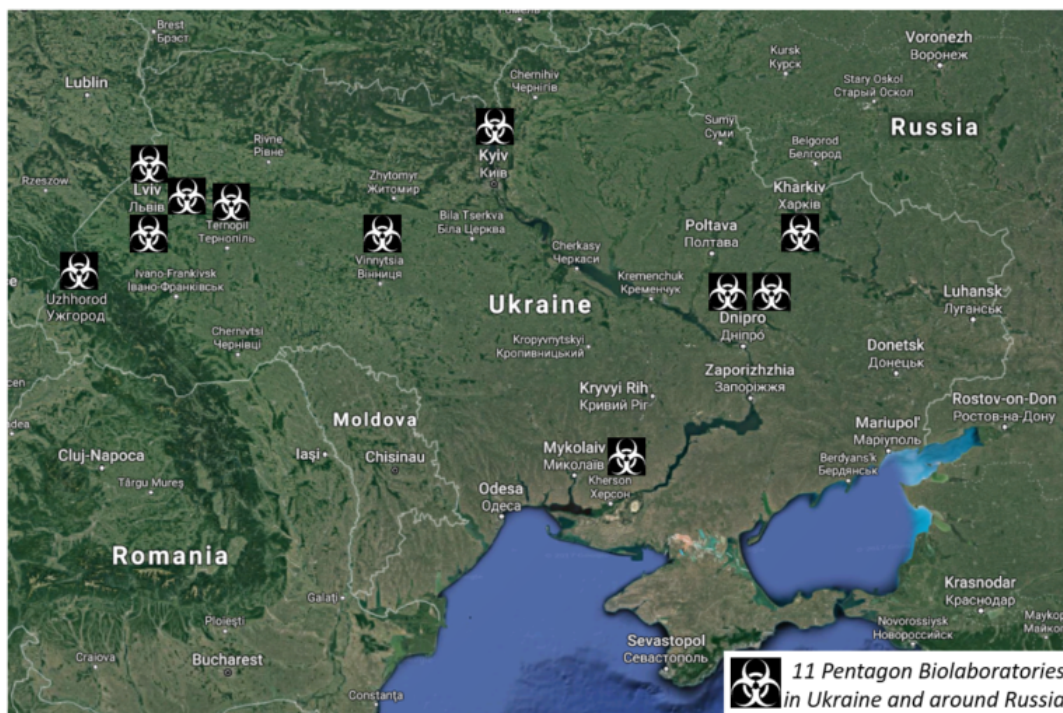 Brest
Брэст
Lublin
Chernihiv
Чернігів
Kursk
Курск
Voronezh
Воронеж
Stary Oskol
Старый Оскол
Russia
Rivne
Рівне
Kyiv
Київ
Sumy
Суми
Belgorod
Белгород
Rzeszow
Lviv
Львів
Zhytomyr
Житомир
Kharkiv
Харків
Ternopil
Тернопіль
Bila Tserkva
Біла Церква
Poltava
Полтава
Vinnytsia
Вінниця
Cherkasy
Черкаси
Uzhhorod
Ужгород
Ivano-Frankivsk
Івано-Франківськ
Kremenchuk
Кременчук
Ukraine
Luhansk
Луганськ
Chernivtsi
Чернівці
Dnipro
Дніпро
Kropyvnytskyi
Кропивницький
Donetsk
Донецьк
Zaporizhzhia
Запоріжжя
Kryvyi Rih
Кривий Ріг
Rostov-on-Don
Ростов-на-Дону
Moldova
Mariupol'
Маріуполь
Cluj-Napoca
Iaşi
Chisinau
Mykolaiv
Миколаїв
Berdyans'k
Бердянськ
Târgu Mureș
Kherson
Херсон
Odesa
Одеса
Romania
Galați
Krasnodar
Краснодар
Ploiești
Novorossiysk
Новороссийск
Craiova
Bucharest
Sevastopol
Севастополь
Constanța
11 Pentagon Biolaboratories
in Ukraine and around Russia